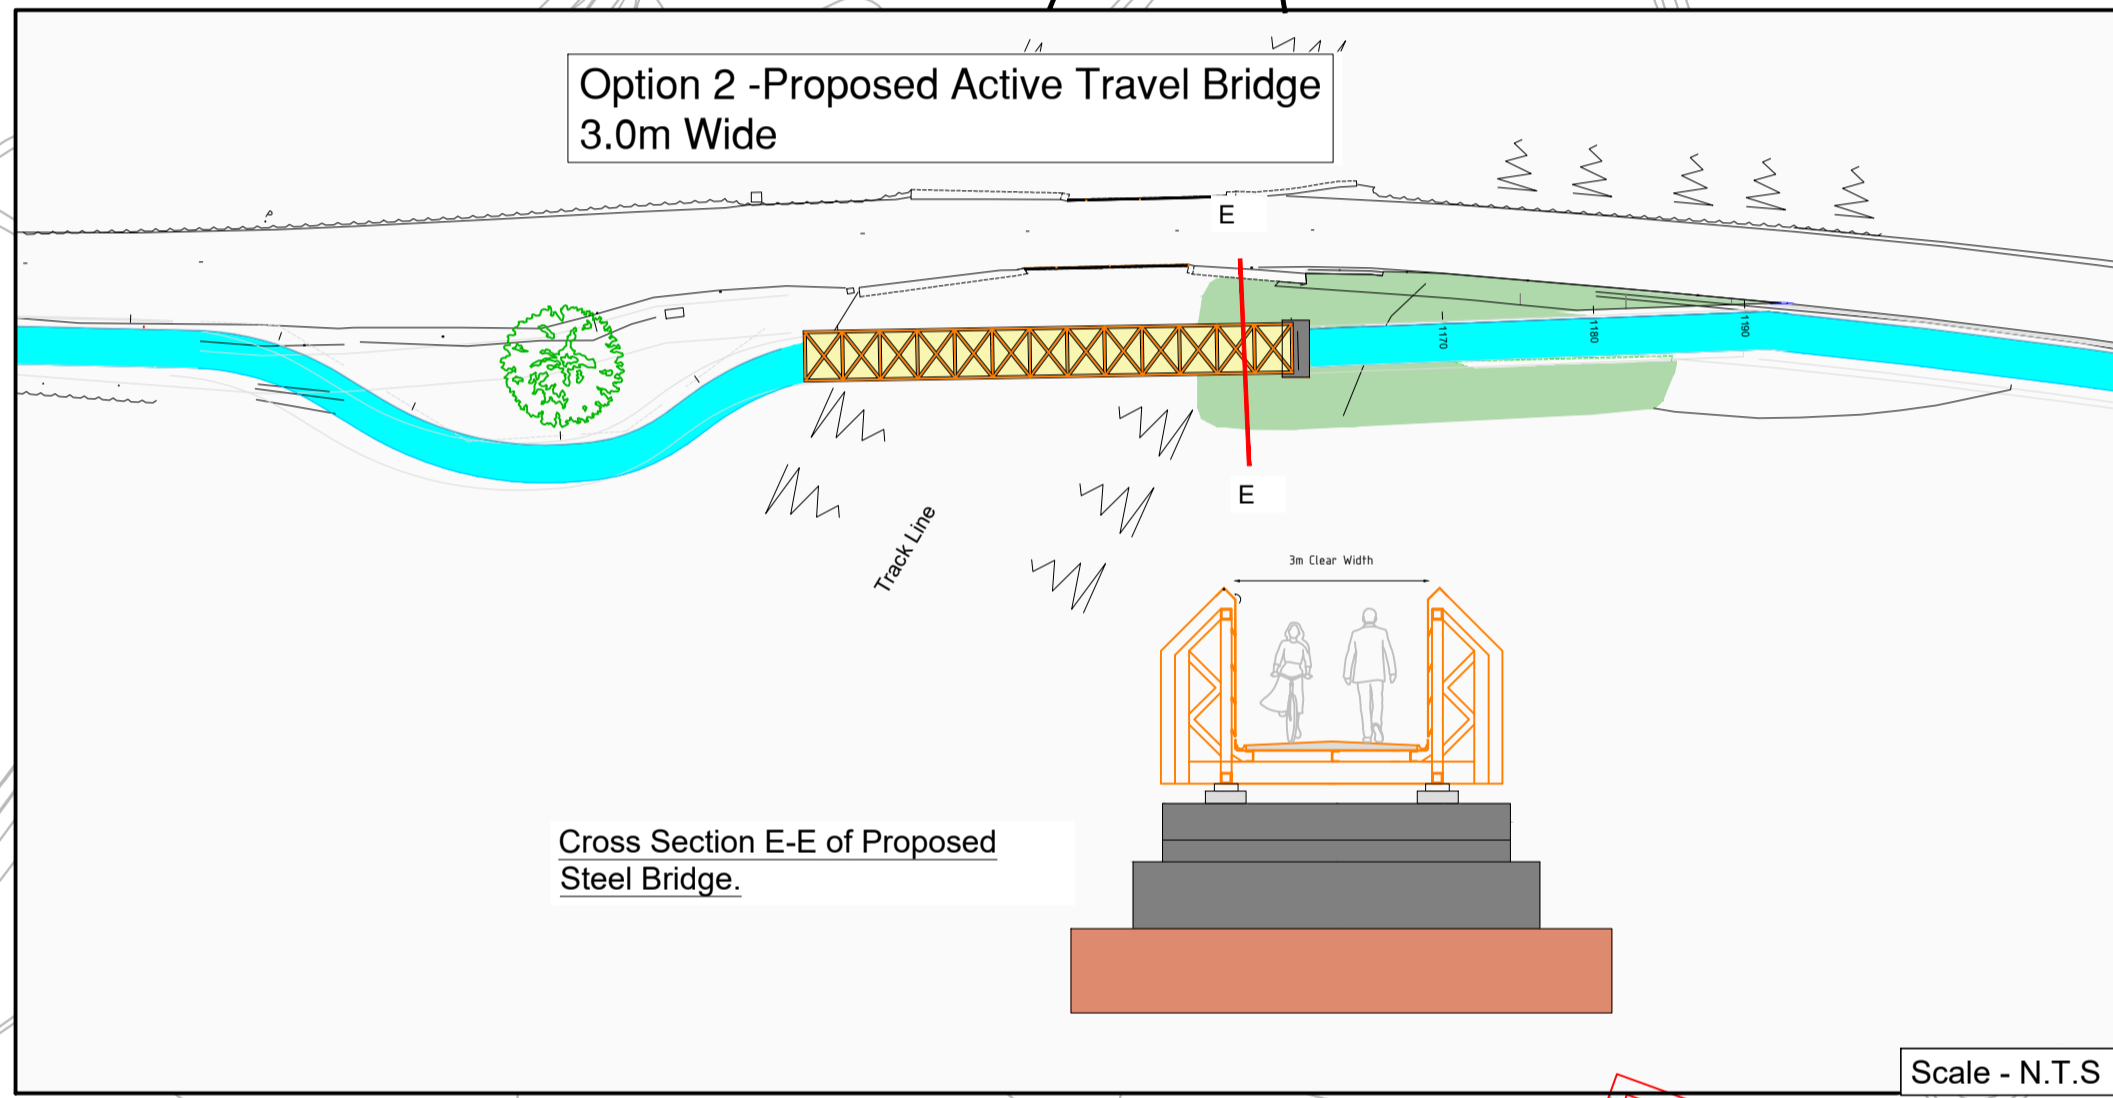 Option 2 -Proposed Active Travel Bridge
3.0m Wide
E
1170
1180
1190
E
Track Line
3m Clear Width
Cross Section E-E of Proposed
Steel Bridge.
Scale - N.T.S